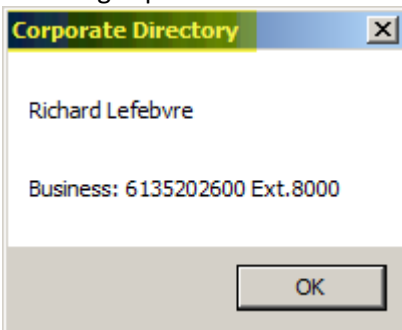 Corporate Directory
Richard Lefebvre
Business: 6135202600 Ext.8000
OK